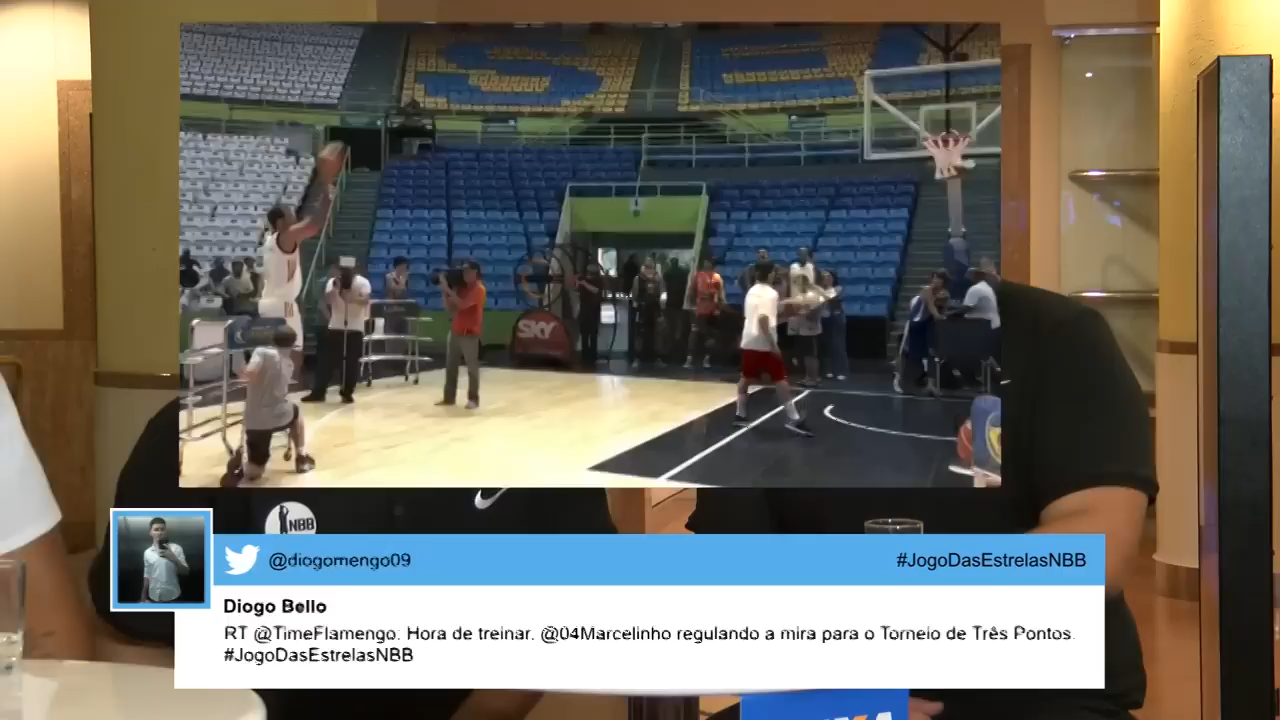 SKY
NBB
@diogomengo09
#JogoDasEstrelasNBB
Diogo Bello
RT @TimeFlamengo: Hora de treinar. @04Marcelinho regulando a mira para o Torneio de Três Pontos.
#JogoDasEstrelasNBB